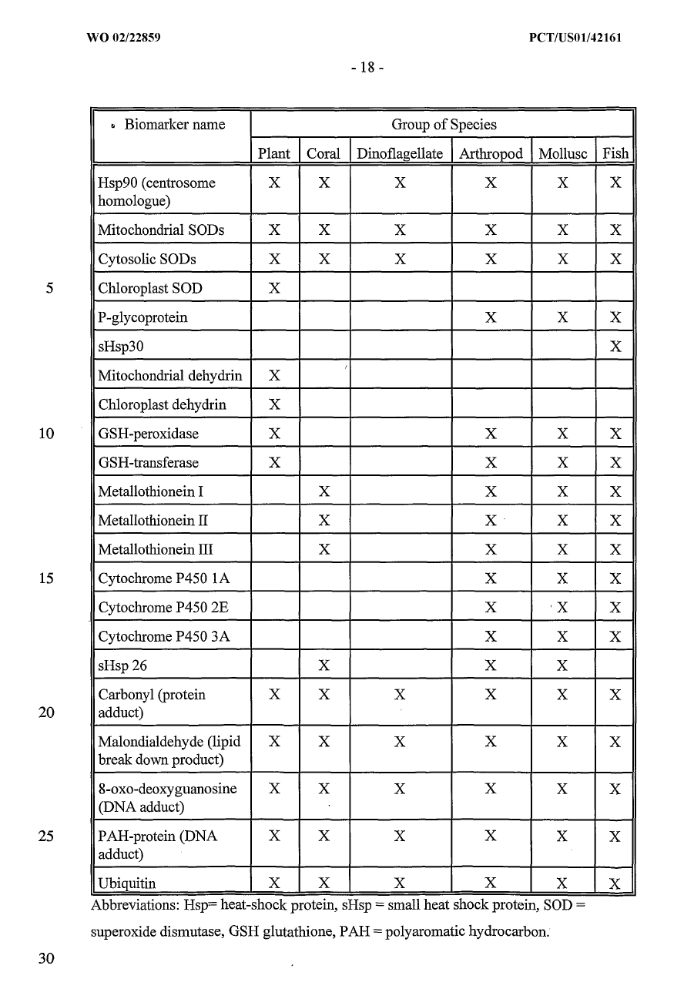 WO 02/22859 PCT/US01/42161
- 18 -
Biomarker name Group of Species
Plant Coral Dinoflagellate Arthropod Mollusc Fish
Hsp90 (centrosome X X X X X X
homologue)
Mitochondrial SODs X X X X X X
Cytosolic SODs X X X X X X
5 Chloroplast SOD X
P-glycoprotein X X X
sHsp30 X
Mitochondrial dehydrin X
Chloroplast dehydrin X
10 GSH-peroxidase X X X X
GSH-transferase X X X X
Metallothionein I X X X X
Metallothionein II X X X X
Metallothionein III X X X X
15 Cytochrome P450 1A X X X
Cytochrome P450 2E X X X
Cytochrome P450 3A X X X
sHsp 26 X X X
Carbonyl (protein X X X X X X
20 adduct)
Malondialdehyde (lipid X X X X X X
break down product)
8-oxo-deoxyguanosine X X X X X X
(DNA adduct)
25 PAH-protein (DNA X X X X X X
adduct)
Ubiquitin X X X X X X
Abbreviations: Hsp= heat-shock protein, sHsp = small heat shock protein, SOD =
superoxide dismutase, GSH glutathione, PAH = polyaromatic hydrocarbon.
30